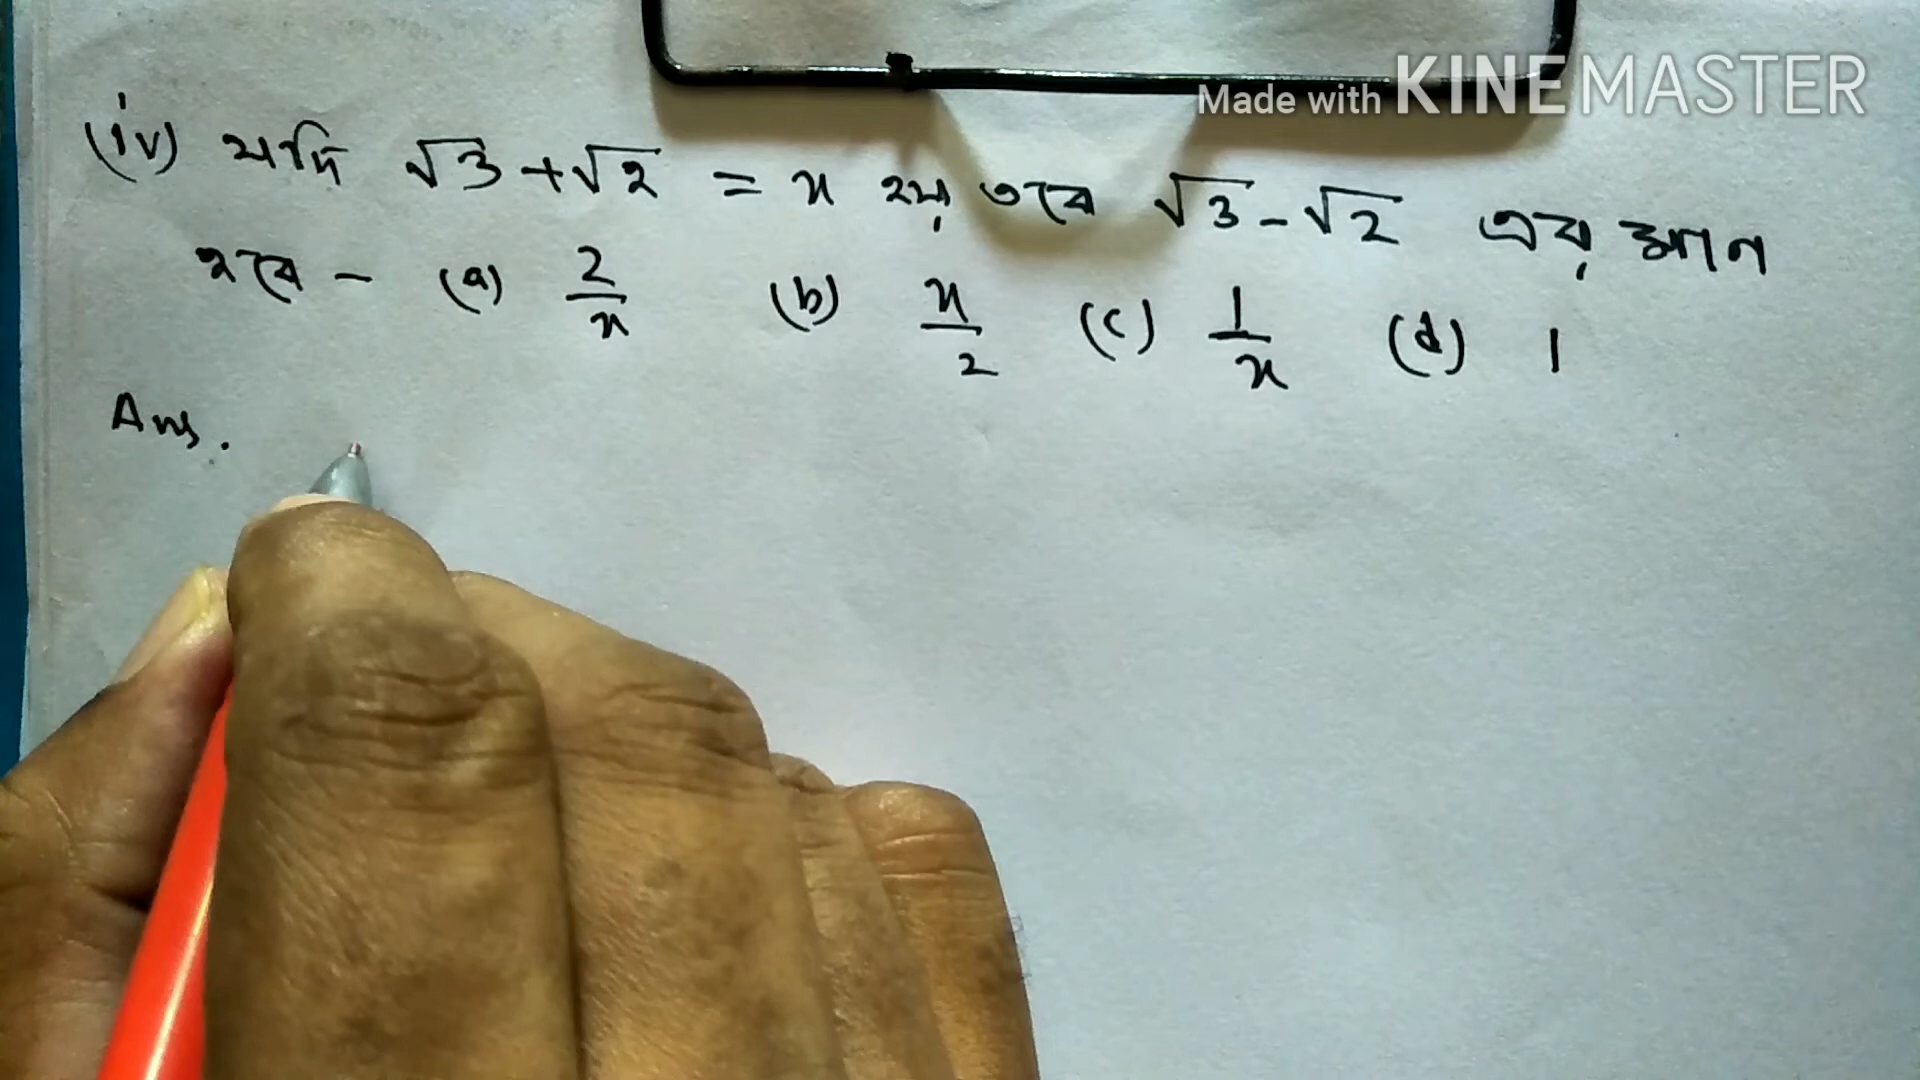 Made with KINEMASTER
(iv) যদি √3+√2 = x হয় তবে √3-√2 এর মান
হবে - (a) 2/x (b) x/2 (c) 1/x (d) 1
Ans.